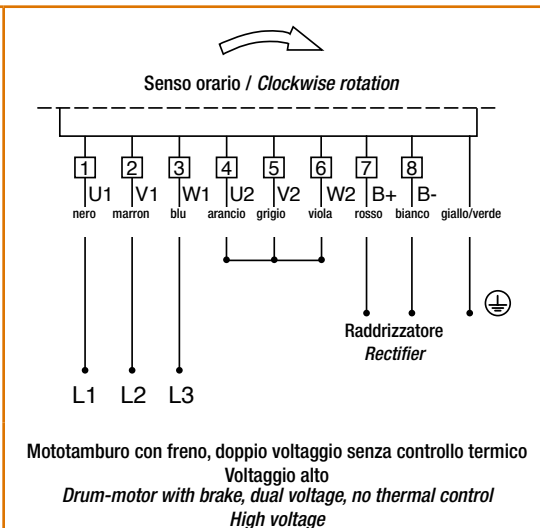 Senso orario / Clockwise rotation
1 2 3 4 5 6 7 8
U1 V1 W1 U2 V2 W2 B+ B-
nero marron blu arancio grigio viola rosso bianco giallo/verde
Raddrizzatore
Rectifier
L1 L2 L3
Mototamburo con freno, doppio voltaggio senza controllo termico
Voltaggio alto
Drum-motor with brake, dual voltage, no thermal control
High voltage